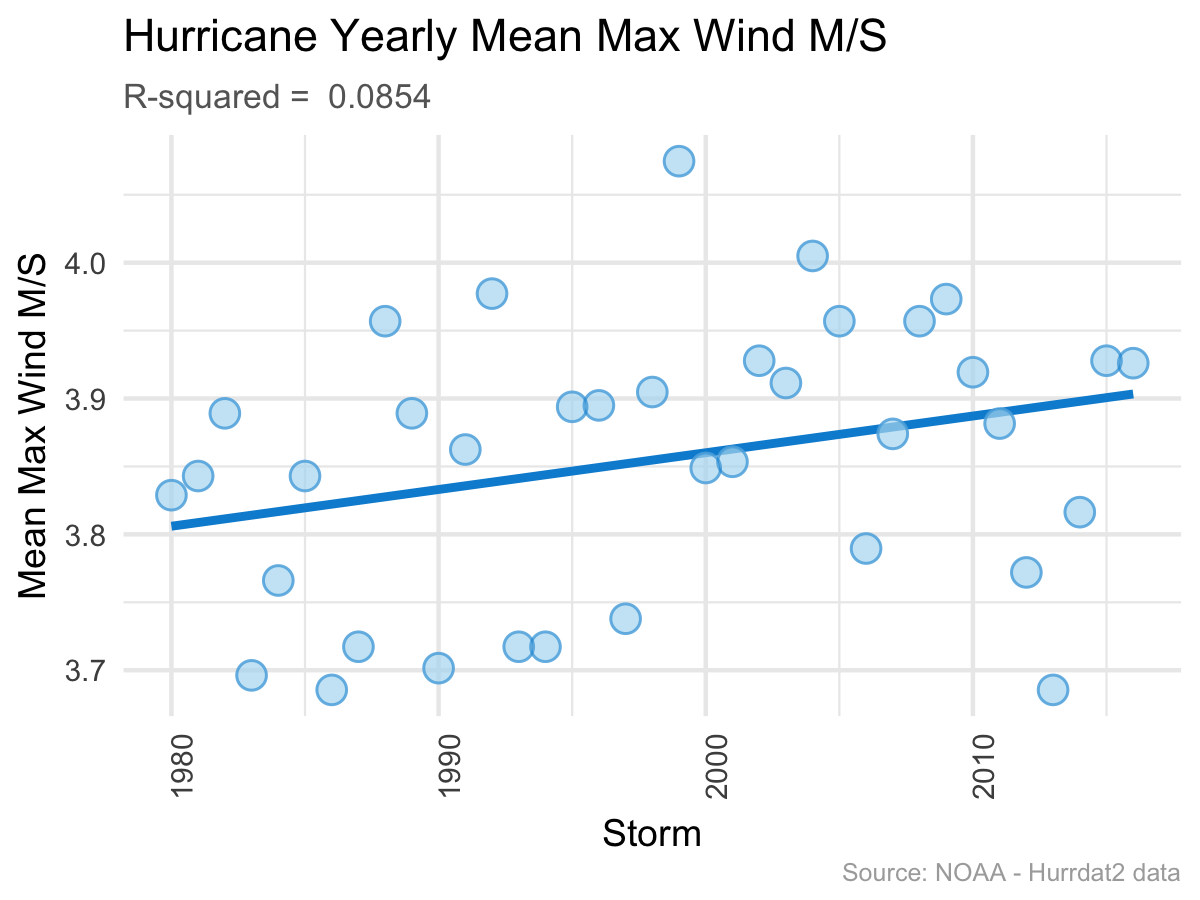 Hurricane Yearly Mean Max Wind M/S
R-squared =  0.0854
Mean Max Wind M/S
4.0
3.9
3.8
3.7
1980
1990
2000
2010
Storm
Source: NOAA - Hurrdat2 data